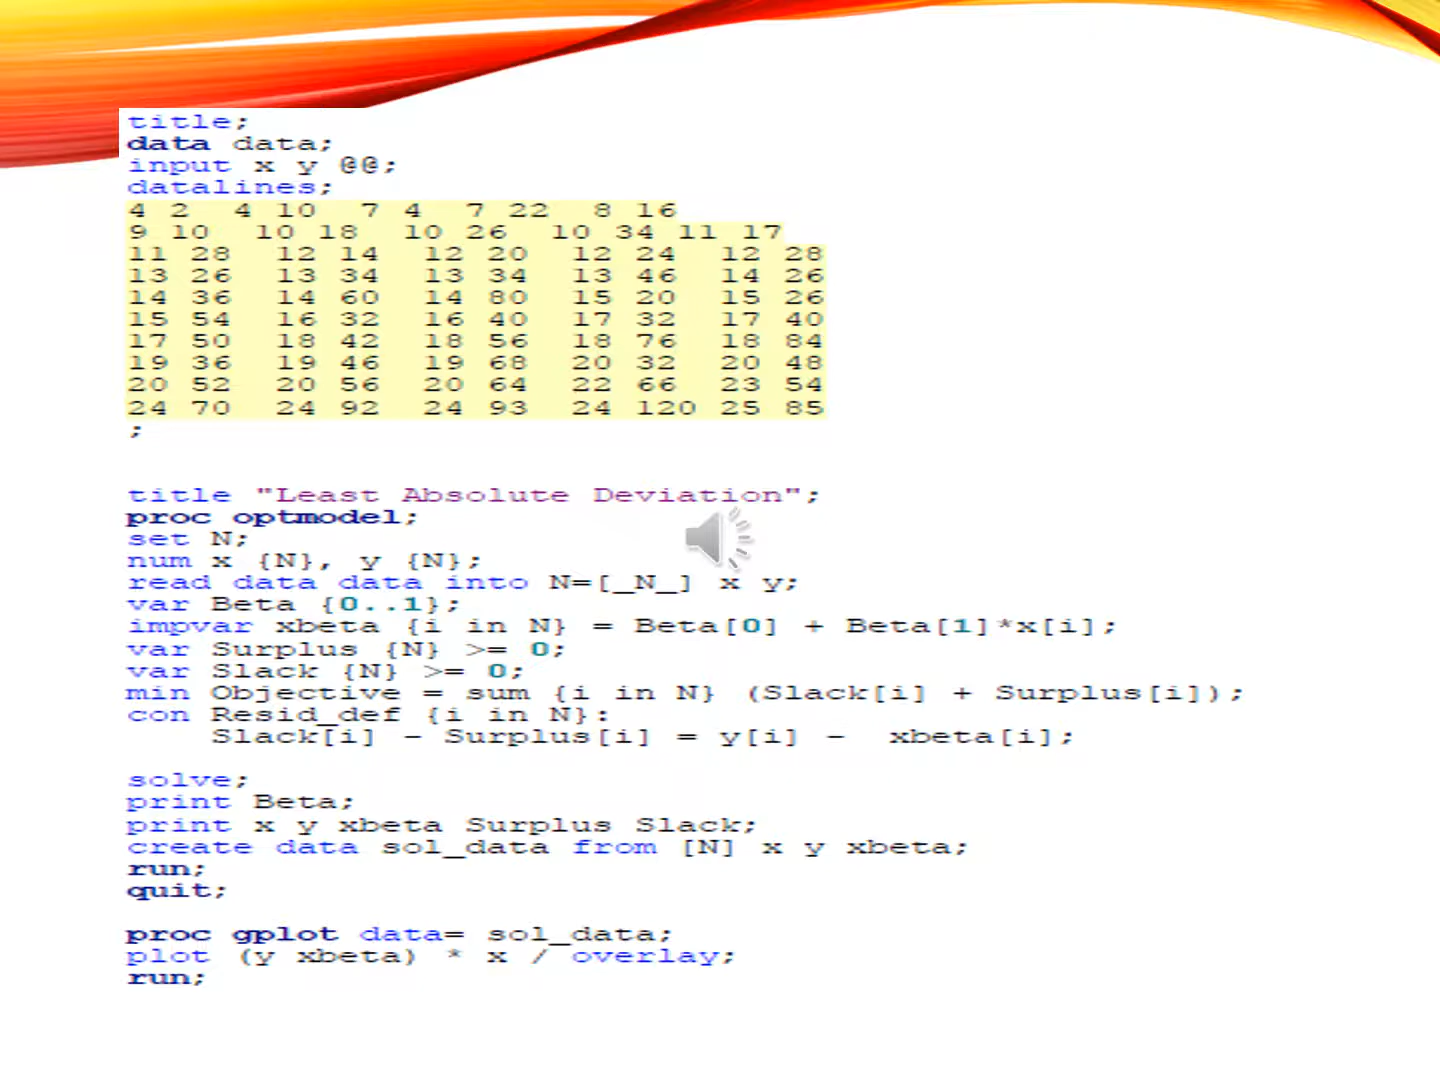 title;
data data;
input x y @@;
datalines;
4 2 4 10 7 4 7 22 8 16
9 10 10 18 10 26 10 34 11 17
11 28 12 14 12 20 12 24 12 28
13 26 13 34 13 34 13 46 14 26
14 36 14 60 14 80 15 20 15 26
15 54 16 32 16 40 17 32 17 40
17 50 18 42 18 56 18 76 18 84
19 36 19 46 19 68 20 32 20 48
20 52 20 56 20 64 22 66 23 54
24 70 24 92 24 93 24 120 25 85
;
title "Least Absolute Deviation";
proc optmodel;
set N;
num x {N}, y {N};
read data data into N=[_N_] x y;
var Beta {0..1};
impvar xbeta {i in N} = Beta[0] + Beta[1]*x[i];
var Surplus {N} >= 0;
var Slack {N} >= 0;
min Objective = sum {i in N} (Slack[i] + Surplus[i]);
con Resid_def {i in N}:
Slack[i] - Surplus[i] = y[i] - xbeta[i];
solve;
print Beta;
print x y xbeta Surplus Slack;
create data sol_data from [N] x y xbeta;
run;
quit;
proc gplot data= sol_data;
plot (y xbeta) * x / overlay;
run;